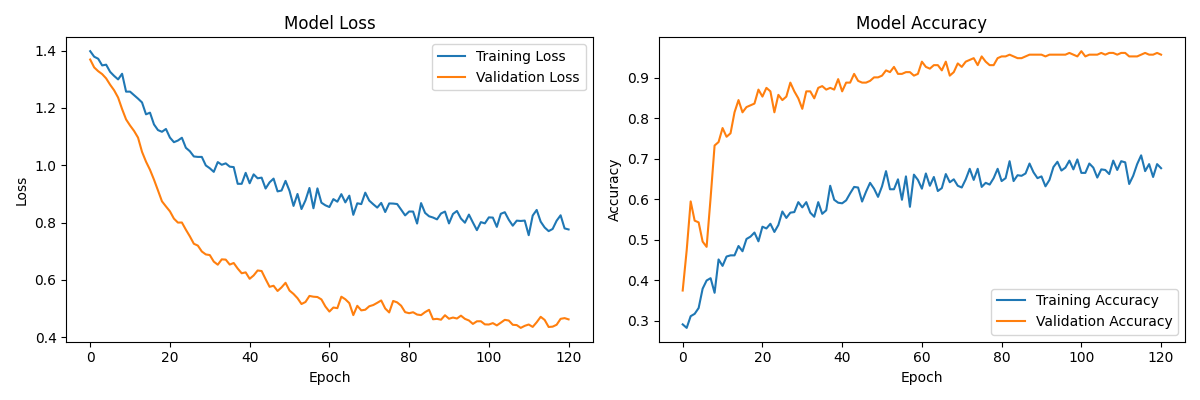 Model Loss
1.4
1.2
1.0
0.8
0.6
0.4
Loss
0
20
40
60
80
100
120
Epoch
Training Loss
Validation Loss
Model Accuracy
0.9
0.8
0.7
0.6
0.5
0.4
0.3
Accuracy
0
20
40
60
80
100
120
Epoch
Training Accuracy
Validation Accuracy